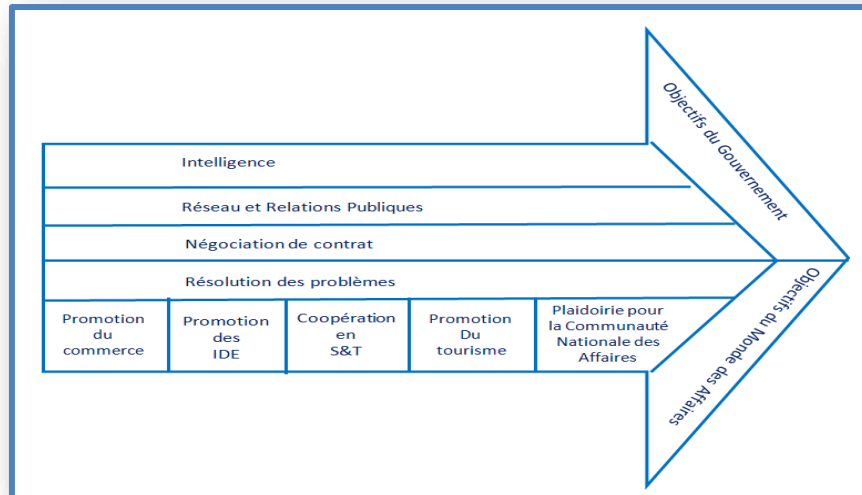 Objectifs du Gouvernement
Intelligence
Réseau et Relations Publiques
Négociation de contrat
Résolution des problèmes
Promotion
du
commerce
Promotion
des
IDE
Coopération
en
S&T
Promotion
Du
tourisme
Plaidoirie pour
la Communauté
Nationale des
Affaires
Objectifs du Monde des Affaires